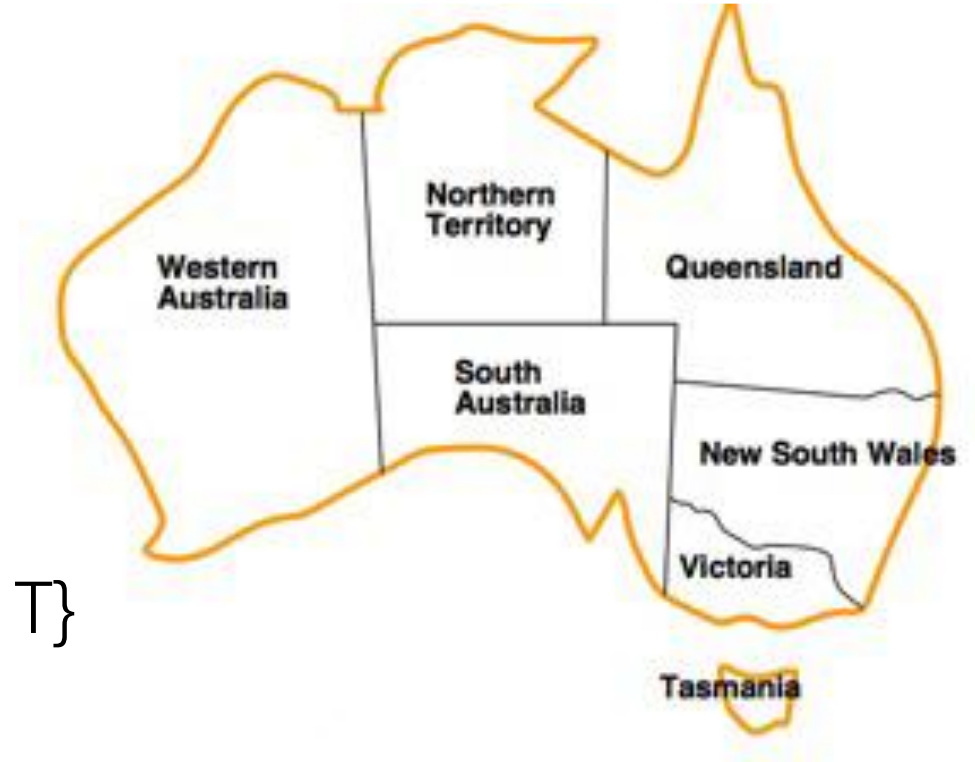 Northern
Territory
Western
Australia
Queensland
South
Australia
New South Wales
Victoria
T}
Tasmania